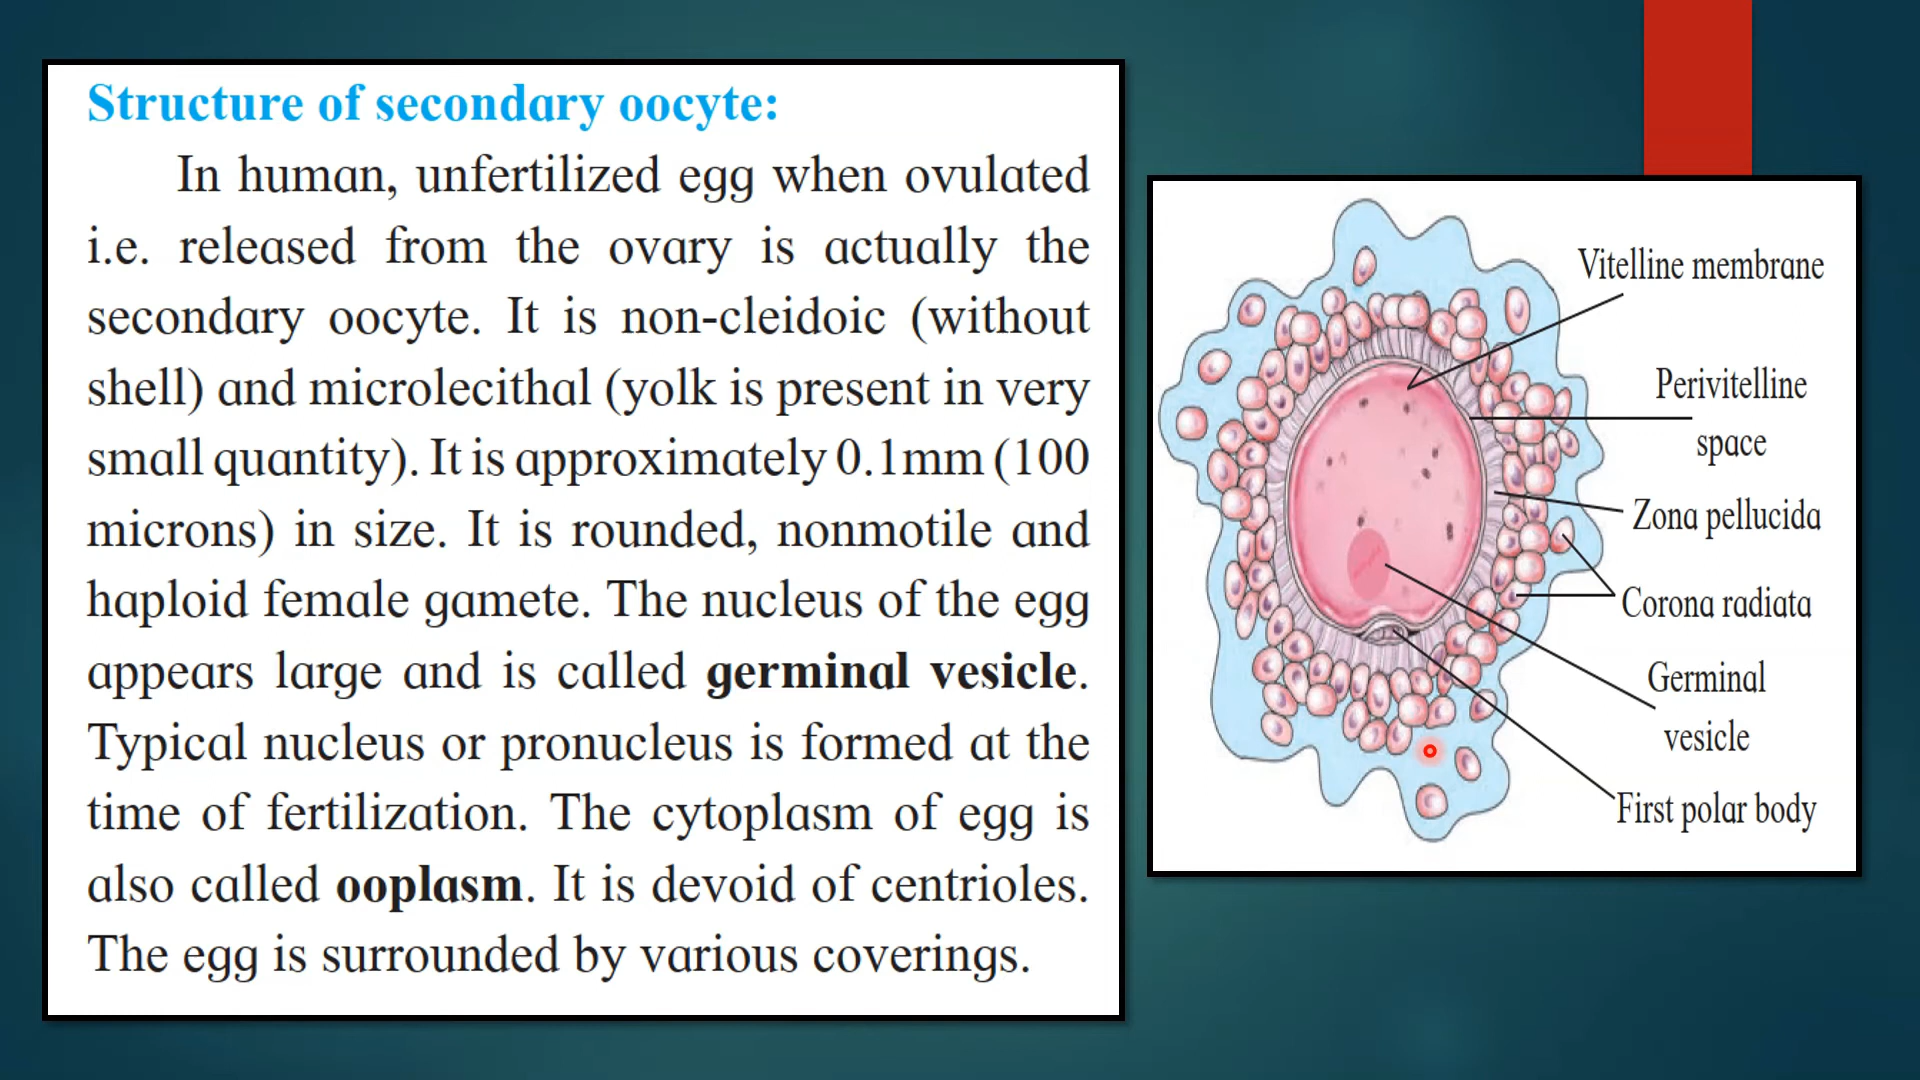 Structure of secondary oocyte:
In human, unfertilized egg when ovulated
i.e. released from the ovary is actually the
secondary oocyte. It is non-cleidoic (without
shell) and microlecithal (yolk is present in very
small quantity). It is approximately 0.1mm (100
microns) in size. It is rounded, nonmotile and
haploid female gamete. The nucleus of the egg
appears large and is called germinal vesicle.
Typical nucleus or pronucleus is formed at the
time of fertilization. The cytoplasm of egg is
also called ooplasm. It is devoid of centrioles.
The egg is surrounded by various coverings.
Vitelline membrane
Perivitelline
space
Zona pellucida
Corona radiata
Germinal
vesicle
First polar body